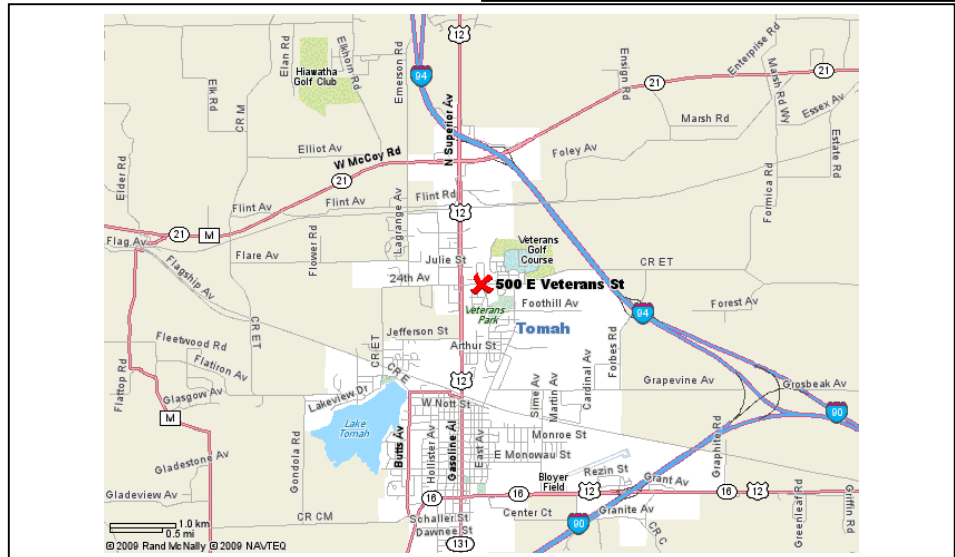 12
Elk Rd
Elan Rd
Elkhorn Rd
Emerson Rd
Hiawatha
Golf Club
CR M
94
N Superior Av
Ensign Rd
Enterprise Rd
21
21
Marsh Rd WY
Essex Av
Marsh Rd
Estate Rd
Elliot Av
W McCoy Rd
Foley Av
Elder Rd
21
Flint Av
Flint Av
Flint Rd
Lagrange Av
12
Formica Rd
Flag Av
21
M
Flare Av
Flower Rd
Julie St
Veterans
Golf
Course
CR ET
Flagship Av
24th Av
500 E Veterans St
Foothill Av
Forest Av
Veterans
Park
Tomah
94
CR ET
Jefferson St
Arthur St
Forbes Rd
Fleetwood Rd
Flatiron Av
CR ET
CR E
Flattop Rd
Glasgow Av
Lakeview Dr
12
W Nott St
Sime Av
Martin Av
Cardinal Av
Grapevine Av
Grosbeak Av
90
M
Lake
Tomah
Butts Av
Hollister Av
Gasoline Al
East Av
Monroe St
E Monowau St
Graphite Rd
Gladestone Av
Gondola Rd
Bloyer
Field
Rezin St
Grant Av
Gladeview Av
16
16
12
16
12
Greenleaf Rd
Griffin Rd
1.0 km
0.5 mi
CR CM
Schaller St
Dawnee St
Center Ct
90
Granite Av
CR C
131
© 2009 Rand McNally © 2009 NAVTEQ